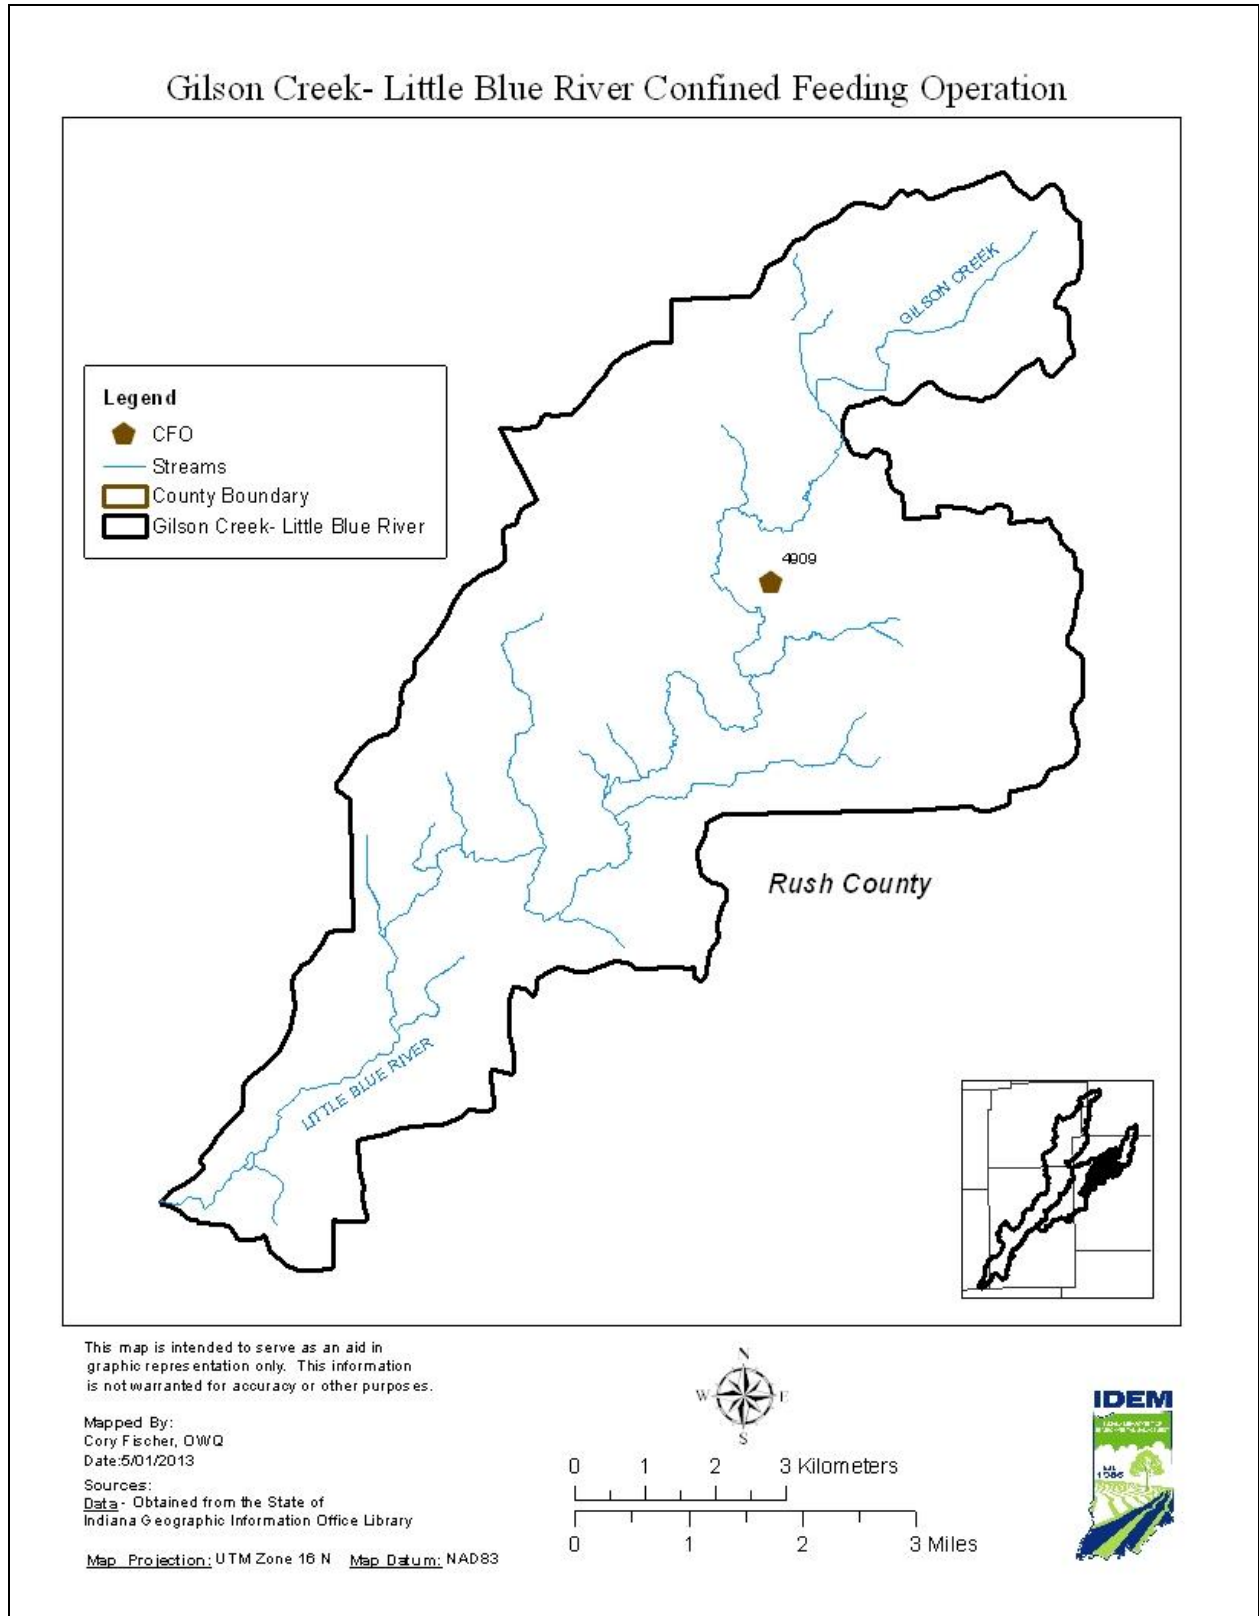 Gilson Creek- Little Blue River Confined Feeding Operation
GILSON CREEK
Legend
CFO
Streams
County Boundary
Gilson Creek- Little Blue River
4909
Rush County
LITTLE BLUE RIVER
This map is intended to serve as an aid in
graphic representation only. This information
is not warranted for accuracy or other purposes.
Mapped By:
Cory Fischer, OWQ
Date:5/01/2013
Sources:
Data - Obtained from the State of
Indiana Geographic Information Office Library
Map Projection: UTM Zone 16 N Map Datum: NAD83
N
W E
S
0 1 2 3 Kilometers
0 1 2 3 Miles
IDEM
1986